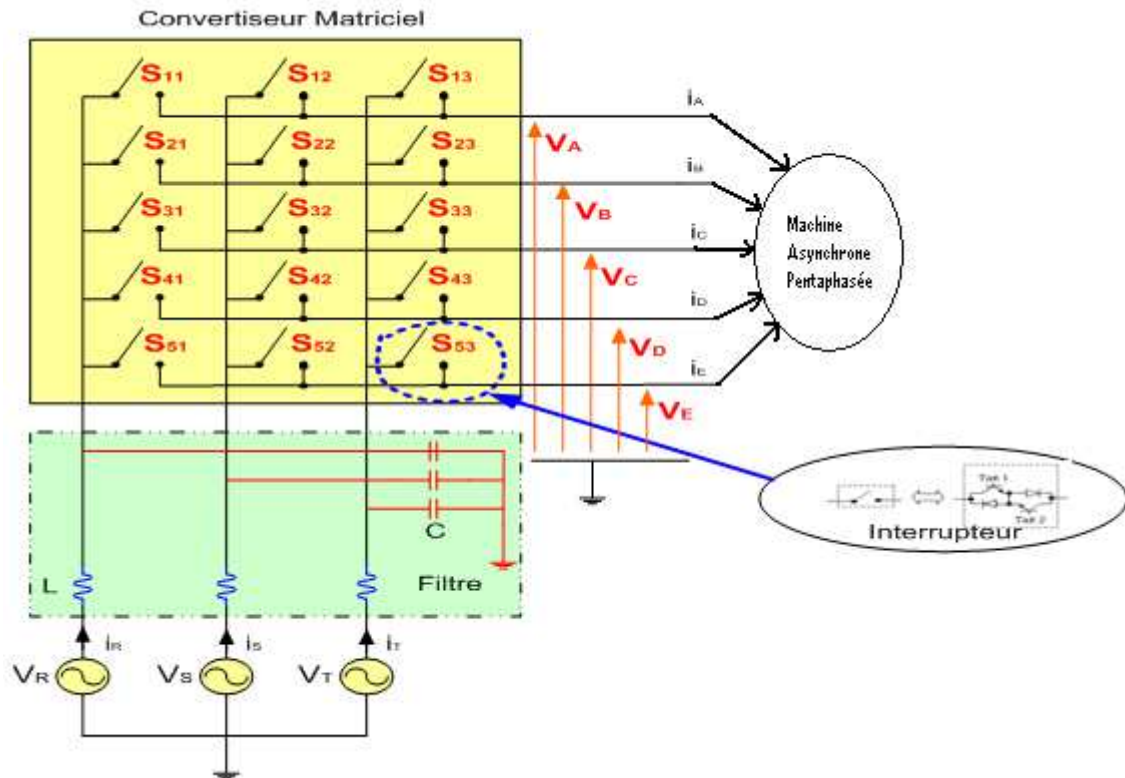 Convertiseur Matriciel
S11 S12 S13
iA
VA
S21 S22 S23
iB
VB
Machine
Asynchrone
Pentaphasée
S31 S32 S33
iC
VC
S41 S42 S43
iD
VD
S51 S52 S53
iE
VE
C
L
Filtre
Interrupteur
iR iS iT
VR VS VT